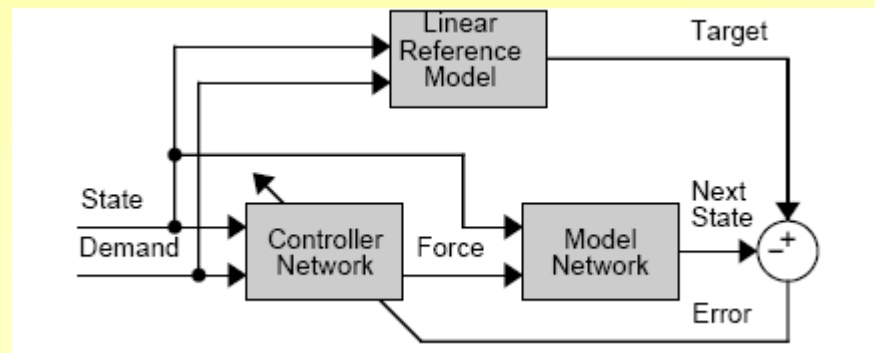 Linear
Reference
Model
Target
State
Demand
Controller
Network
Force
Model
Network
Next
State
− +
Error